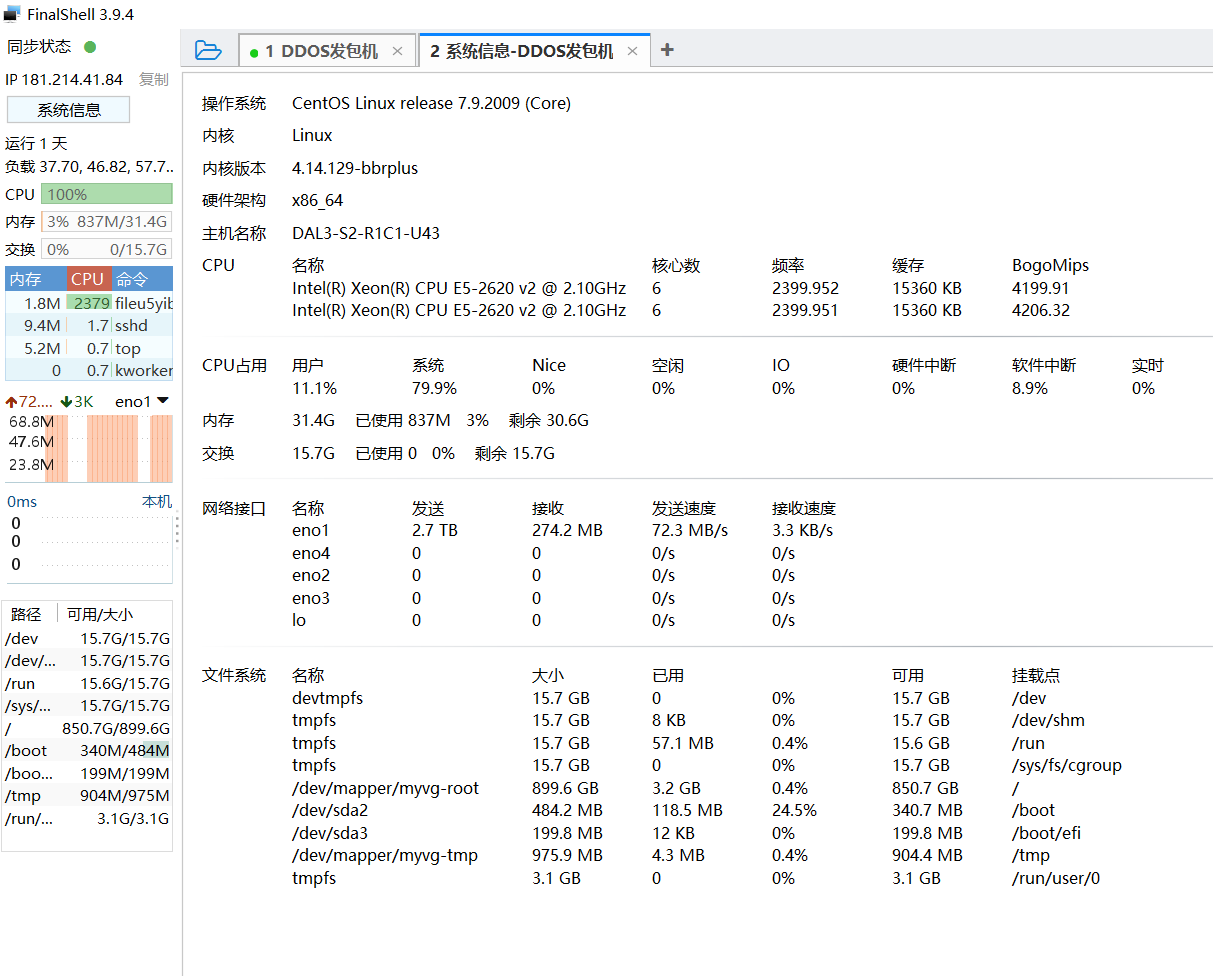 FinalShell 3.9.4
同步状态
IP 181.214.41.84 复制
系统信息
运行 1 天
负载 37.70, 46.82, 57.7..
CPU 100%
内存 3% 837M/31.4G
交换 0% 0/15.7G
内存 CPU 命令
1.8M 2379 fileu5yib
9.4M 1.7 sshd
5.2M 0.7 top
0 0.7 kworker
72.... 3K eno1
68.8M
47.6M
23.8M
0ms 本机
0
0
0
路径 可用/大小
/dev 15.7G/15.7G
/dev/... 15.7G/15.7G
/run 15.6G/15.7G
/sys/... 15.7G/15.7G
/ 850.7G/899.6G
/boot 340M/484M
/boo... 199M/199M
/tmp 904M/975M
/run/... 3.1G/3.1G
1 DDOS发包机 × 2 系统信息-DDOS发包机 × +
操作系统 CentOS Linux release 7.9.2009 (Core)
内核 Linux
内核版本 4.14.129-bbrplus
硬件架构 x86_64
主机名称 DAL3-S2-R1C1-U43
CPU 名称 核心数 频率 缓存 BogoMips
Intel(R) Xeon(R) CPU E5-2620 v2 @ 2.10GHz 6 2399.952 15360 KB 4199.91
Intel(R) Xeon(R) CPU E5-2620 v2 @ 2.10GHz 6 2399.951 15360 KB 4206.32
CPU占用 用户 系统 Nice 空闲 IO 硬件中断 软件中断 实时
11.1% 79.9% 0% 0% 0% 0% 8.9% 0%
内存 31.4G 已使用 837M 3% 剩余 30.6G
交换 15.7G 已使用 0 0% 剩余 15.7G
网络接口 名称 发送 接收 发送速度 接收速度
eno1 2.7 TB 274.2 MB 72.3 MB/s 3.3 KB/s
eno4 0 0 0/s 0/s
eno2 0 0 0/s 0/s
eno3 0 0 0/s 0/s
lo 0 0 0/s 0/s
文件系统 名称 大小 已用 可用 挂载点
devtmpfs 15.7 GB 0 0% 15.7 GB /dev
tmpfs 15.7 GB 8 KB 0% 15.7 GB /dev/shm
tmpfs 15.7 GB 57.1 MB 0.4% 15.6 GB /run
tmpfs 15.7 GB 0 0% 15.7 GB /sys/fs/cgroup
/dev/mapper/myvg-root 899.6 GB 3.2 GB 0.4% 850.7 GB /
/dev/sda2 484.2 MB 118.5 MB 24.5% 340.7 MB /boot
/dev/sda3 199.8 MB 12 KB 0% 199.8 MB /boot/efi
/dev/mapper/myvg-tmp 975.9 MB 4.3 MB 0.4% 904.4 MB /tmp
tmpfs 3.1 GB 0 0% 3.1 GB /run/user/0